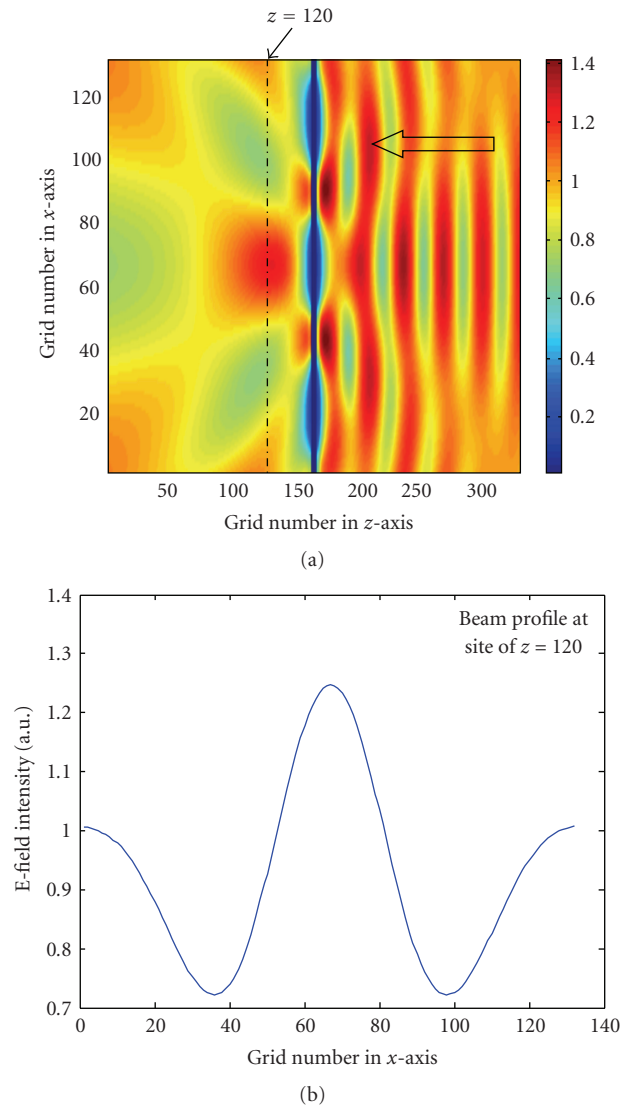 z = 120
120
100
80
60
40
20
Grid number in x-axis
50 100 150 200 250 300
Grid number in z-axis
1.4
1.2
1
0.8
0.6
0.4
0.2
(a)
1.4
1.3
1.2
1.1
1
0.9
0.8
0.7
E-field intensity (a.u.)
Beam profile at
site of z = 120
0 20 40 60 80 100 120 140
Grid number in x-axis
(b)